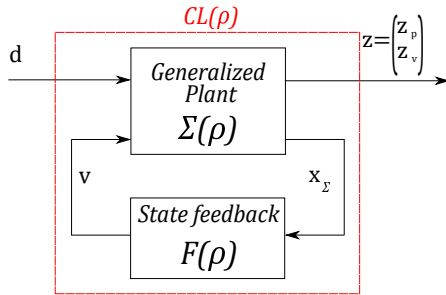 CL(ρ)
d
Generalized
Plant
Σ(ρ)
z=(z_p
z_v)
v
x_Σ
State feedback
F(ρ)